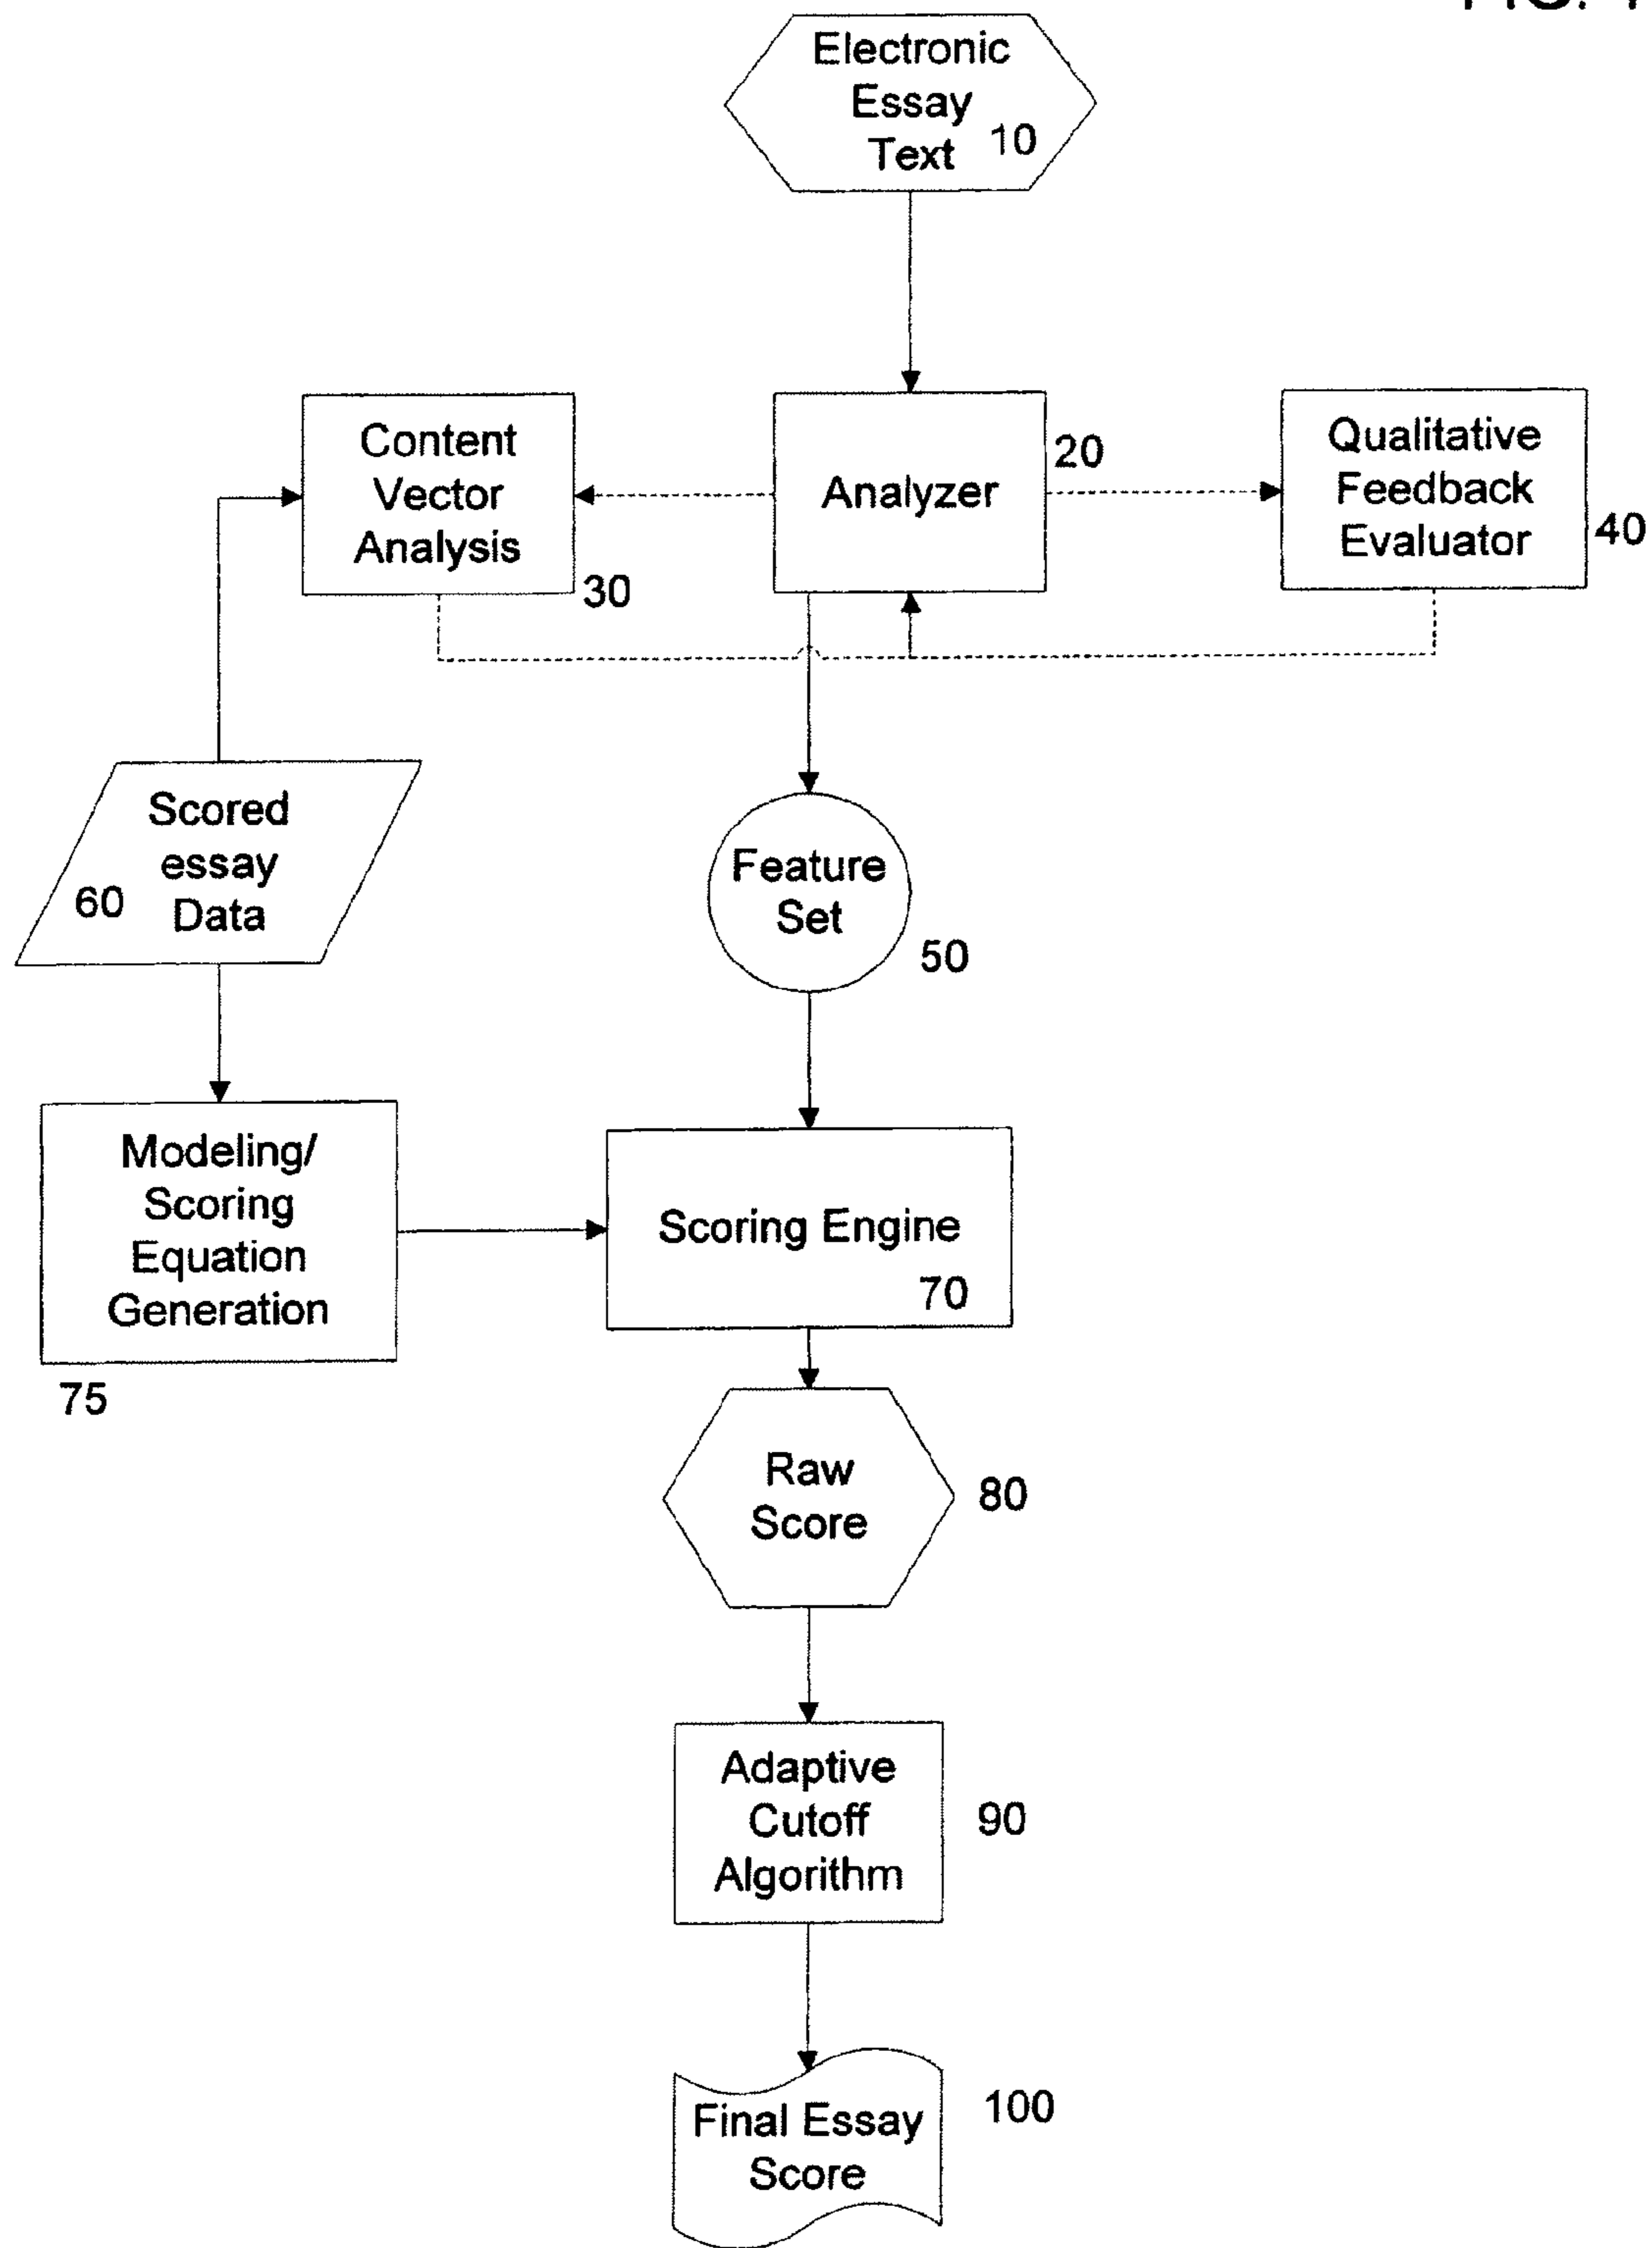 FIG. 1
Electronic
Essay
Text 10
Content
Vector
Analysis
30
Analyzer
20
Qualitative
Feedback
Evaluator
40
Scored
essay
60
Data
Feature
Set
50
Modeling/
Scoring
Equation
Generation
75
Scoring Engine
70
Raw
Score
80
Adaptive
Cutoff
Algorithm
90
Final Essay
Score
100